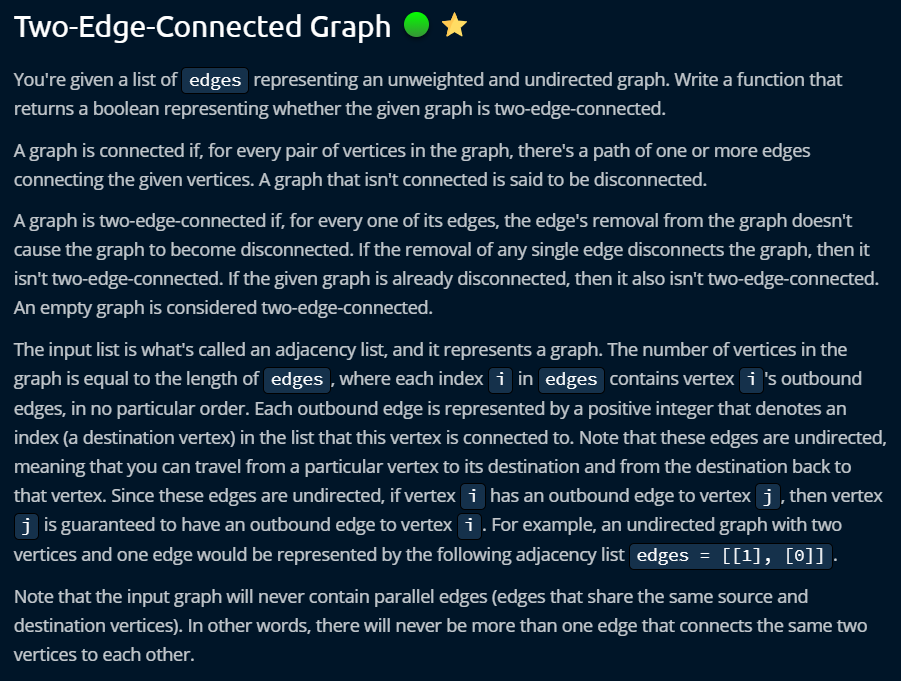 Two-Edge-Connected Graph
You're given a list of edges representing an unweighted and undirected graph. Write a function that
returns a boolean representing whether the given graph is two-edge-connected.
A graph is connected if, for every pair of vertices in the graph, there's a path of one or more edges
connecting the given vertices. A graph that isn't connected is said to be disconnected.
A graph is two-edge-connected if, for every one of its edges, the edge's removal from the graph doesn't
cause the graph to become disconnected. If the removal of any single edge disconnects the graph, then it
isn't two-edge-connected. If the given graph is already disconnected, then it also isn't two-edge-connected.
An empty graph is considered two-edge-connected.
The input list is what's called an adjacency list, and it represents a graph. The number of vertices in the
graph is equal to the length of edges, where each index i in edges contains vertex i's outbound
edges, in no particular order. Each outbound edge is represented by a positive integer that denotes an
index (a destination vertex) in the list that this vertex is connected to. Note that these edges are undirected,
meaning that you can travel from a particular vertex to its destination and from the destination back to
that vertex. Since these edges are undirected, if vertex i has an outbound edge to vertex j, then vertex
j is guaranteed to have an outbound edge to vertex i. For example, an undirected graph with two
vertices and one edge would be represented by the following adjacency list edges = [[1], [0]].
Note that the input graph will never contain parallel edges (edges that share the same source and
destination vertices). In other words, there will never be more than one edge that connects the same two
vertices to each other.